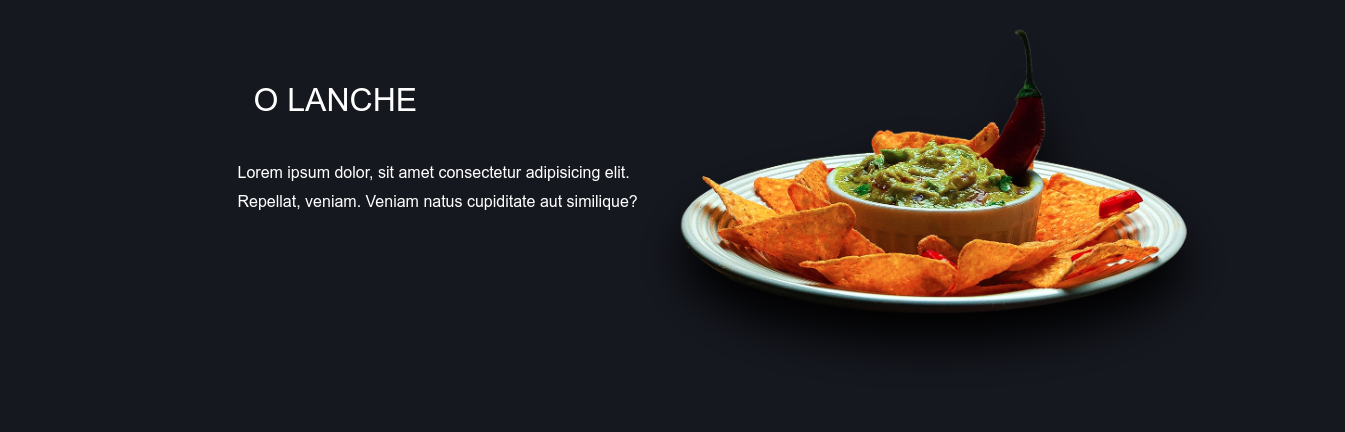 O LANCHE
Lorem ipsum dolor, sit amet consectetur adipisicing elit.
Repellat, veniam. Veniam natus cupiditate aut similique?